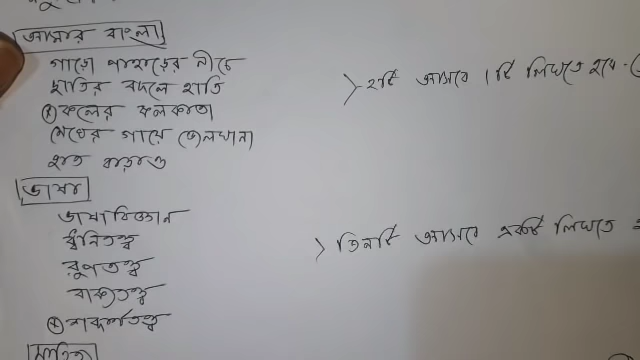 আমার বাংলা
গারো পাহাড়ের নীচে
ছাতির বদলে হাতি
কলের কলকাতা
মেঘের গায়ে জেলখানা
হাত বাড়াও
> ২টি আসবে ১টি লিখতে হবে -
ভাষা
ভাষাবিজ্ঞান
ধ্বনিতত্ত্ব
রূপতত্ত্ব
বাক্যতত্ত্ব
শব্দার্থতত্ত্ব
> তিনটি আসবে একটি লিখতে